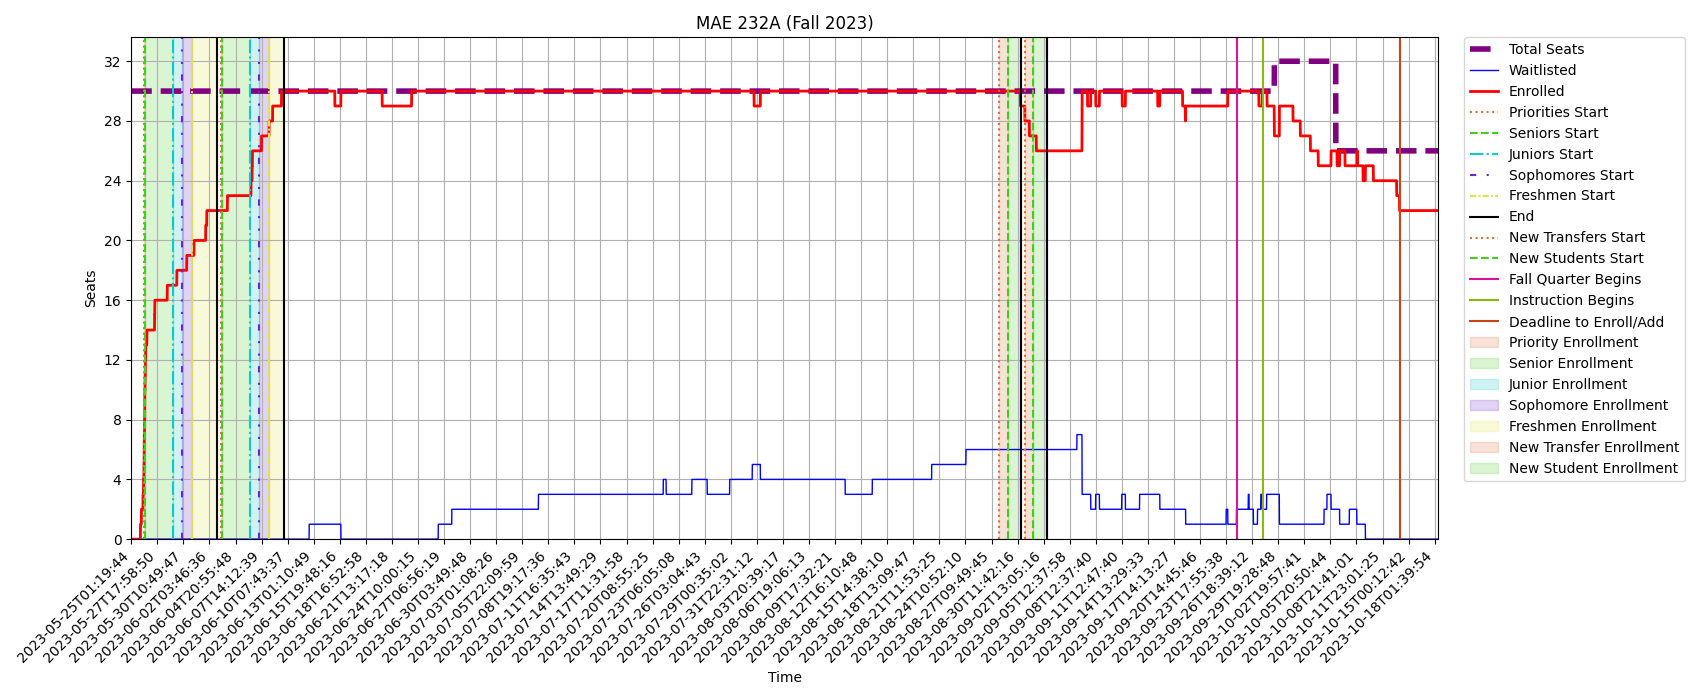 MAE 232A (Fall 2023)
Seats
32
28
24
20
16
12
8
4
0
2023-05-25T01:19:44
2023-05-27T17:58:50
2023-05-30T10:49:47
2023-06-02T03:46:36
2023-06-04T20:55:48
2023-06-07T14:12:39
2023-06-10T07:43:37
2023-06-13T01:10:49
2023-06-15T19:48:16
2023-06-18T16:52:58
2023-06-21T13:17:18
2023-06-24T10:00:15
2023-06-27T06:56:19
2023-06-30T03:49:48
2023-07-03T01:08:26
2023-07-05T22:09:59
2023-07-08T19:17:36
2023-07-11T16:35:43
2023-07-14T13:49:29
2023-07-17T11:31:58
2023-07-20T08:55:25
2023-07-23T06:05:08
2023-07-26T03:04:43
2023-07-29T00:35:02
2023-07-31T22:31:12
2023-08-03T20:39:17
2023-08-06T19:06:13
2023-08-09T17:32:21
2023-08-12T16:10:48
2023-08-15T14:38:10
2023-08-18T13:09:47
2023-08-21T11:53:25
2023-08-24T10:52:10
2023-08-27T09:49:45
2023-08-30T11:42:16
2023-09-02T13:05:16
2023-09-05T12:37:58
2023-09-08T12:37:40
2023-09-11T12:47:40
2023-09-14T13:29:33
2023-09-17T14:13:27
2023-09-20T14:45:46
2023-09-23T17:55:38
2023-09-26T18:39:12
2023-09-29T19:28:48
2023-10-02T19:57:41
2023-10-05T20:50:44
2023-10-08T21:41:01
2023-10-11T23:01:25
2023-10-15T00:12:42
2023-10-18T01:39:54
Time
Total Seats
Waitlisted
Enrolled
Priorities Start
Seniors Start
Juniors Start
Sophomores Start
Freshmen Start
End
New Transfers Start
New Students Start
Fall Quarter Begins
Instruction Begins
Deadline to Enroll/Add
Priority Enrollment
Senior Enrollment
Junior Enrollment
Sophomore Enrollment
Freshmen Enrollment
New Transfer Enrollment
New Student Enrollment